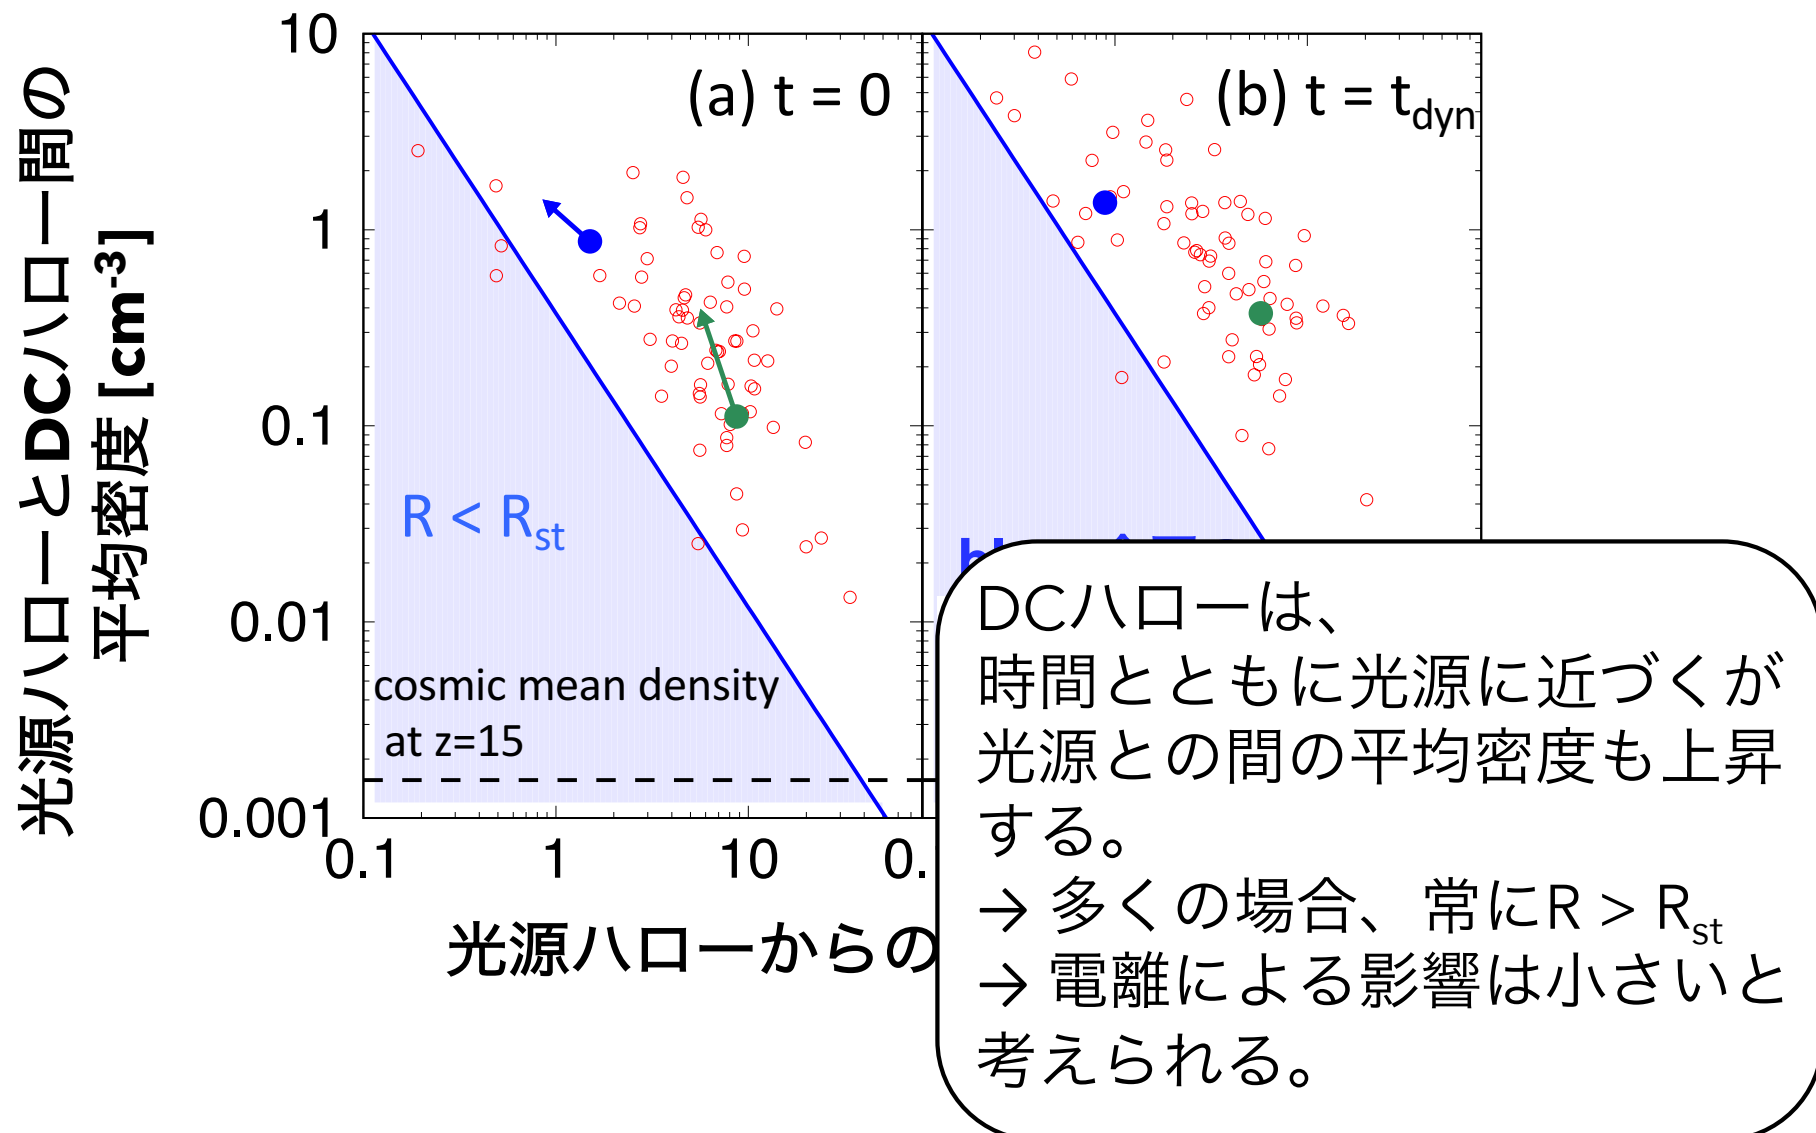 光源ハローとDCハロー間の
平均密度 [cm⁻³]
10
1
0.1
0.01
0.001
(a) t = 0
(b) t = t_dyn
R < R_st
cosmic mean density
at z=15
0.1
1
10
0.
光源ハローからの
DCハローは、
時間とともに光源に近づくが
光源との間の平均密度も上昇
する。
→ 多くの場合、常にR > R_st
→ 電離による影響は小さいと
考えられる。